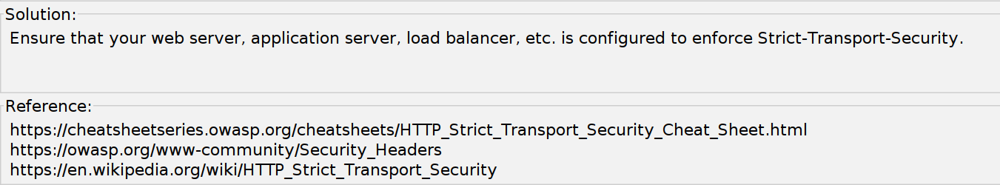 Solution:
Ensure that your web server, application server, load balancer, etc. is configured to enforce Strict-Transport-Security.
Reference:
https://cheatsheetseries.owasp.org/cheatsheets/HTTP_Strict_Transport_Security_Cheat_Sheet.html
https://owasp.org/www-community/Security_Headers
https://en.wikipedia.org/wiki/HTTP_Strict_Transport_Security